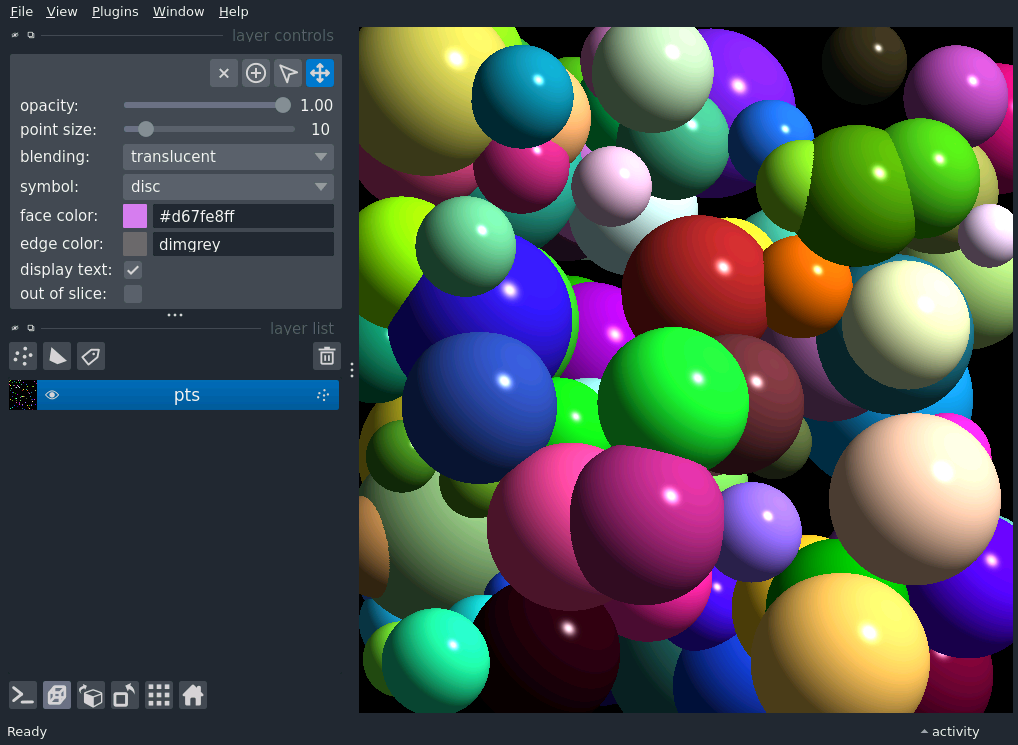 File View Plugins Window Help
layer controls
opacity: 1.00
point size: 10
blending: translucent
symbol: disc
face color: #d67fe8ff
edge color: dimgrey
display text:
out of slice:
layer list
pts
Ready activity